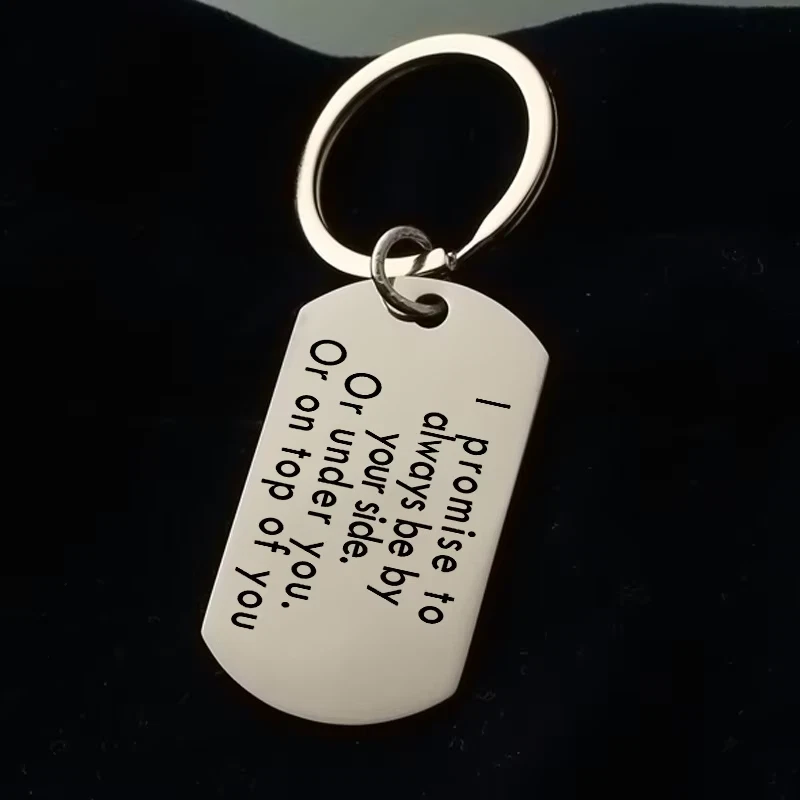 I promise to
always be by
your side.
Or under you.
Or on top of you